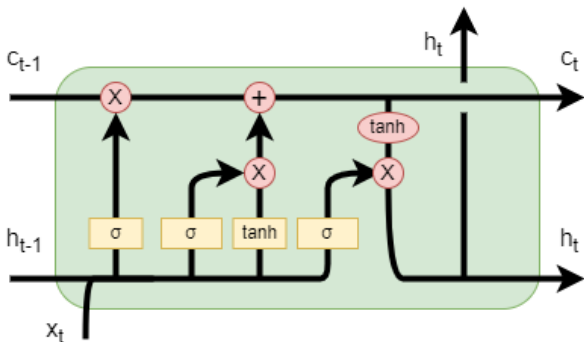 h_t
c_{t-1}
c_t
X
+
tanh
X
X
σ
σ
tanh
σ
h_{t-1}
h_t
x_t